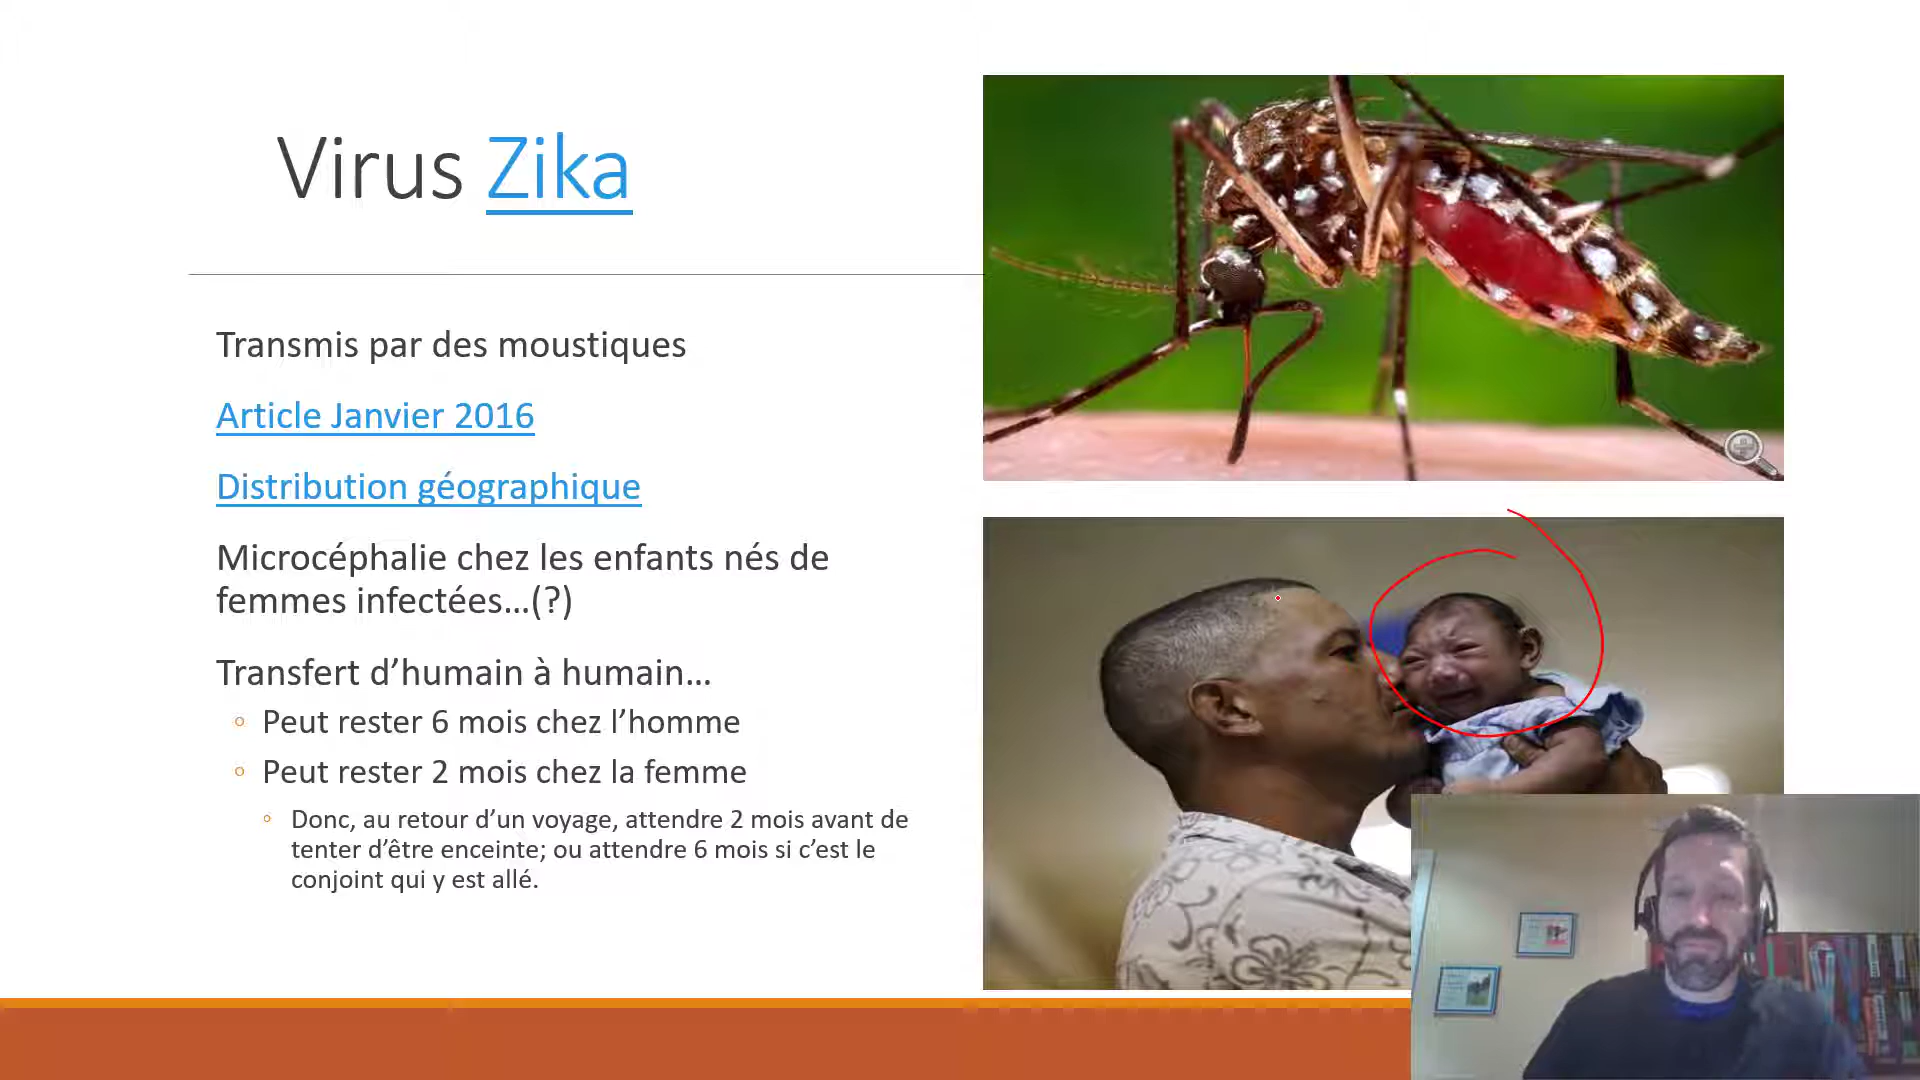 Virus Zika
Transmis par des moustiques
Article Janvier 2016
Distribution géographique
Microcéphalie chez les enfants nés de
femmes infectées...(?)
Transfert d’humain à humain...
Peut rester 6 mois chez l’homme
Peut rester 2 mois chez la femme
Donc, au retour d’un voyage, attendre 2 mois avant de
tenter d’être enceinte; ou attendre 6 mois si c’est le
conjoint qui y est allé.